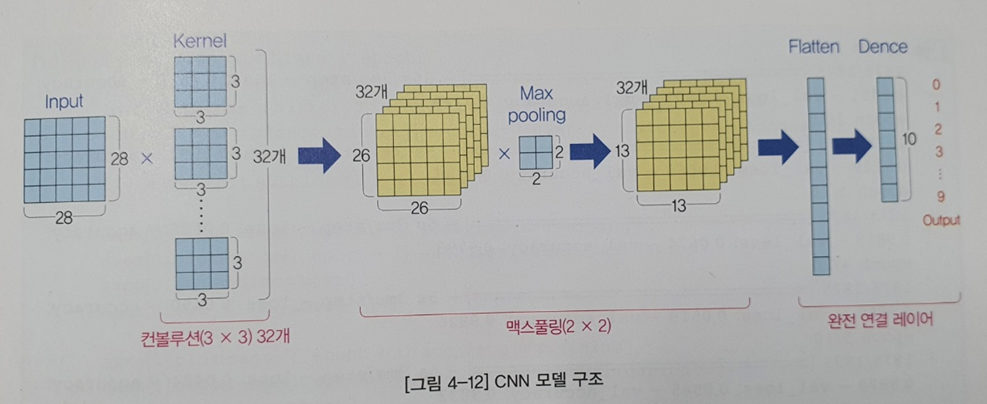 Kernel
Input
28
×
28
3
3
3
3
3
3
32개
32개
26
26
Max
pooling
×
2
2
32개
13
13
Flatten
Dence
10
0
1
2
3
⋮
9
Output
컨볼루션(3 × 3) 32개
맥스풀링(2 × 2)
완전 연결 레이어
[그림 4-12] CNN 모델 구조